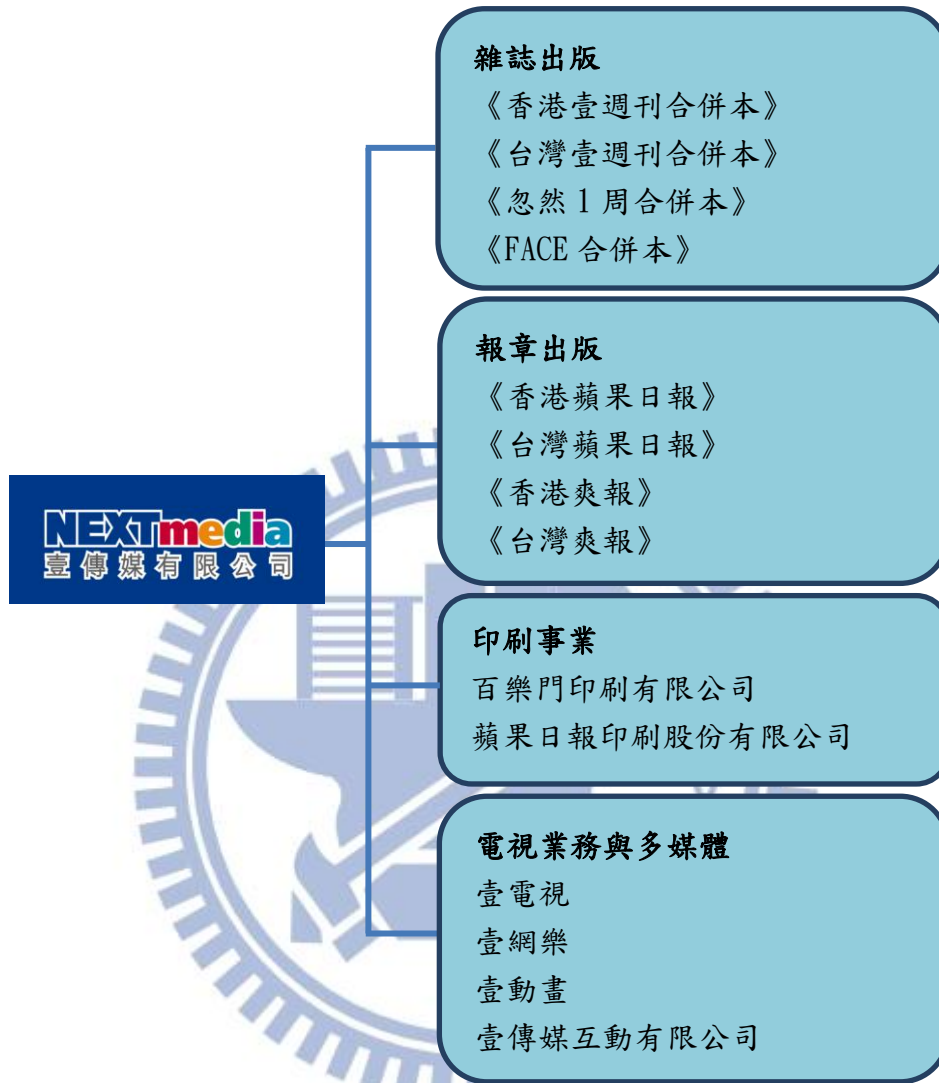 雜誌出版
《香港壹週刊合併本》
《台灣壹週刊合併本》
《忽然 1 周合併本》
《FACE 合併本》
報章出版
《香港蘋果日報》
《台灣蘋果日報》
《香港爽報》
《台灣爽報》
NEXTmedia
壹傳媒有限公司
印刷事業
百樂門印刷有限公司
蘋果日報印刷股份有限公司
電視業務與多媒體
壹電視
壹網樂
壹動畫
壹傳媒互動有限公司